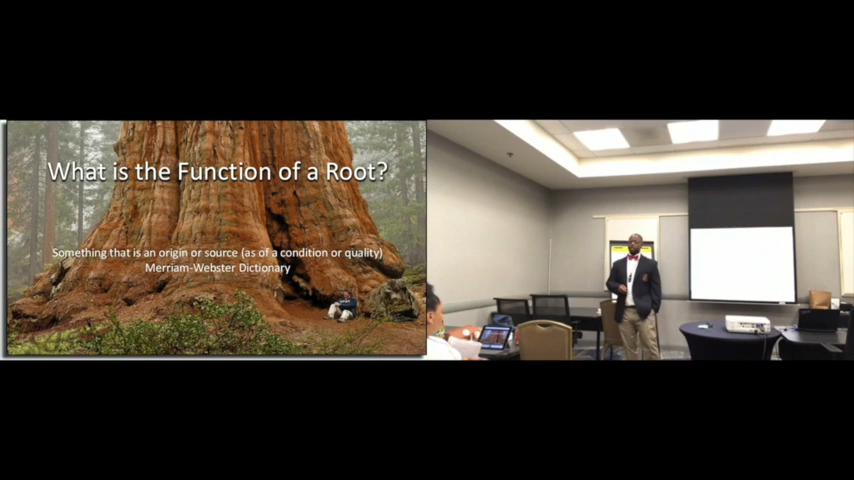 What is the Function of a Root?
Something that is an origin or source (as of a condition or quality)
Merriam-Webster Dictionary